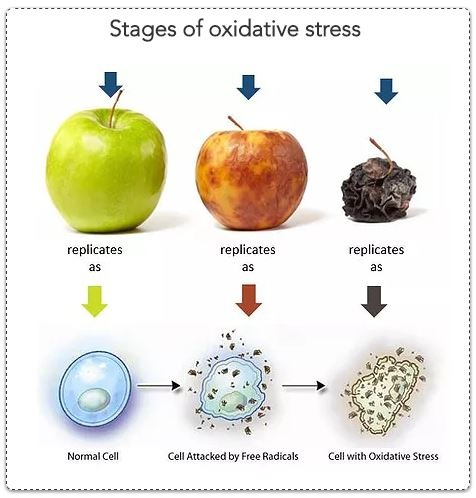 Stages of oxidative stress
replicates
as
replicates
as
replicates
as
Normal Cell
Cell Attacked by Free Radicals
Cell with Oxidative Stress